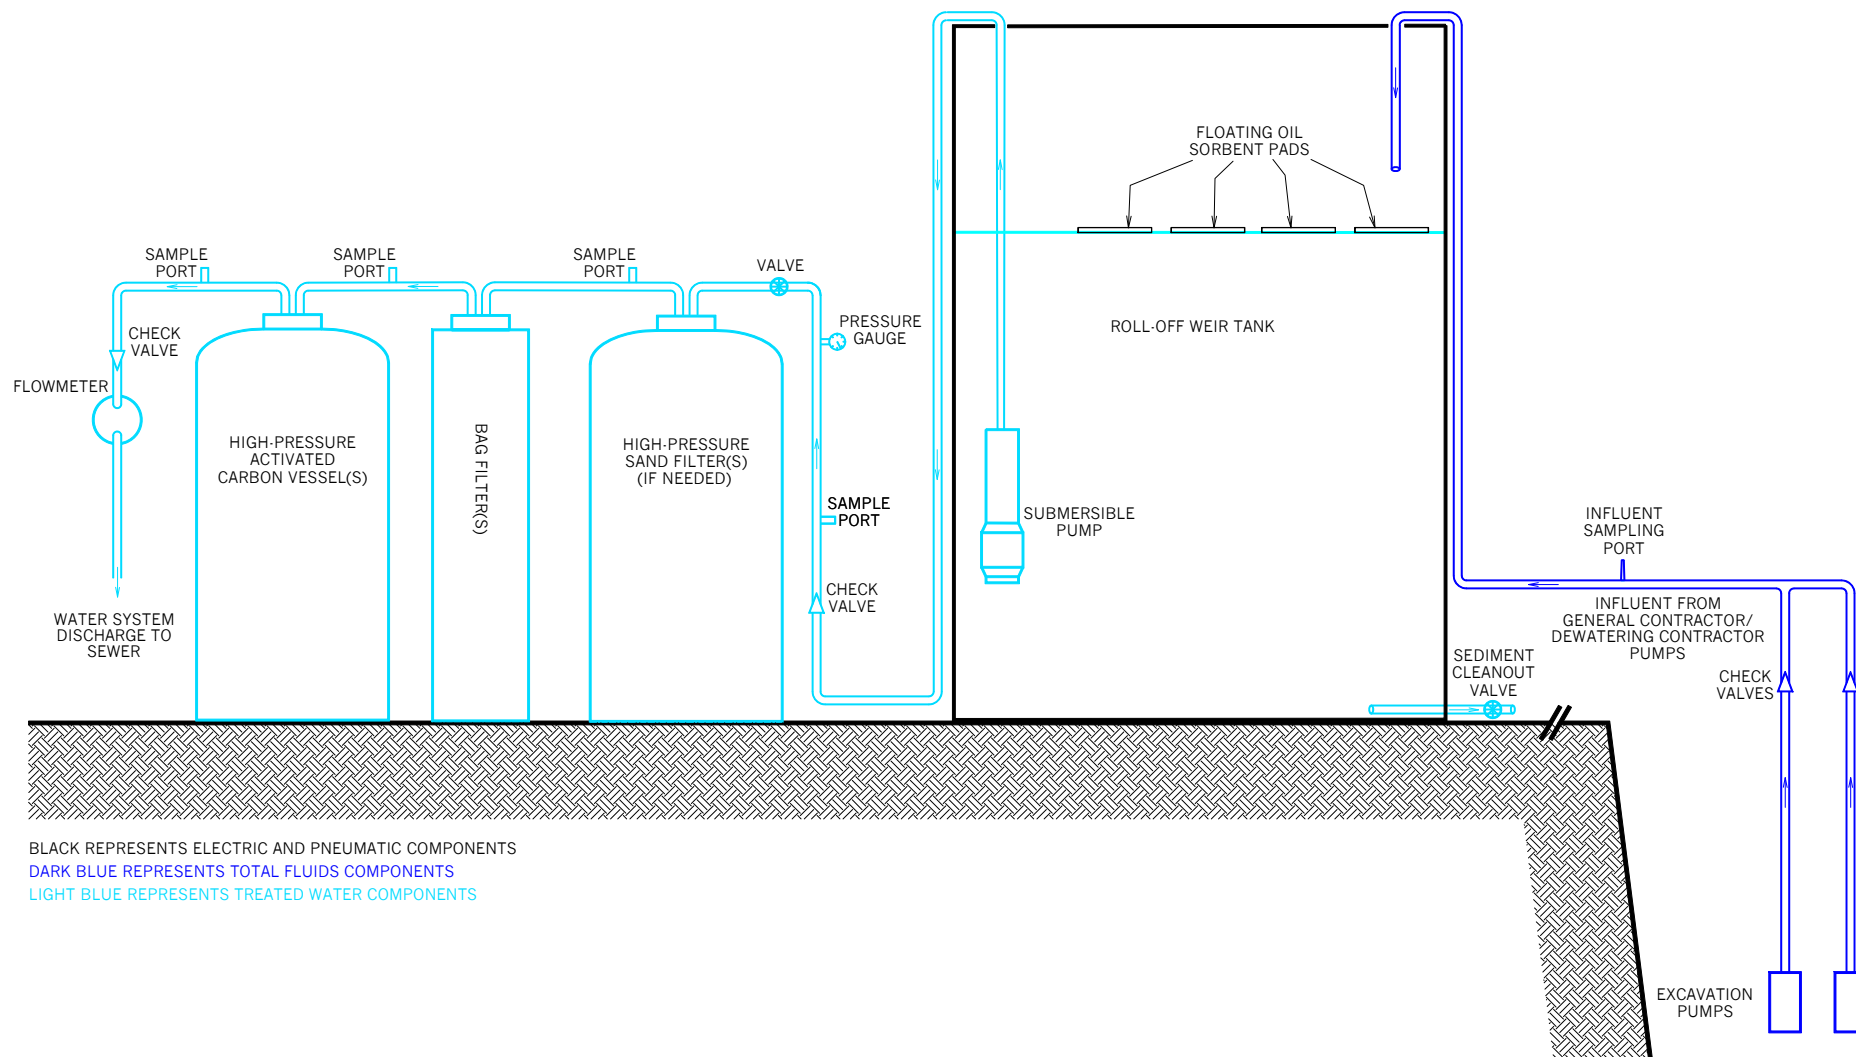 FLOATING OIL
SORBENT PADS
SAMPLE
PORT
SAMPLE
PORT
SAMPLE
PORT
VALVE
CHECK
VALVE
PRESSURE
GAUGE
ROLL-OFF WEIR TANK
FLOWMETER
HIGH-PRESSURE
ACTIVATED
CARBON VESSEL(S)
BAG FILTER(S)
HIGH-PRESSURE
SAND FILTER(S)
(IF NEEDED)
SAMPLE
PORT
SUBMERSIBLE
PUMP
INFLUENT
SAMPLING
PORT
CHECK
VALVE
WATER SYSTEM
DISCHARGE TO
SEWER
INFLUENT FROM
GENERAL CONTRACTOR/
DEWATERING CONTRACTOR
PUMPS
SEDIMENT
CLEANOUT
VALVE
CHECK
VALVES
BLACK REPRESENTS ELECTRIC AND PNEUMATIC COMPONENTS
DARK BLUE REPRESENTS TOTAL FLUIDS COMPONENTS
LIGHT BLUE REPRESENTS TREATED WATER COMPONENTS
EXCAVATION
PUMPS